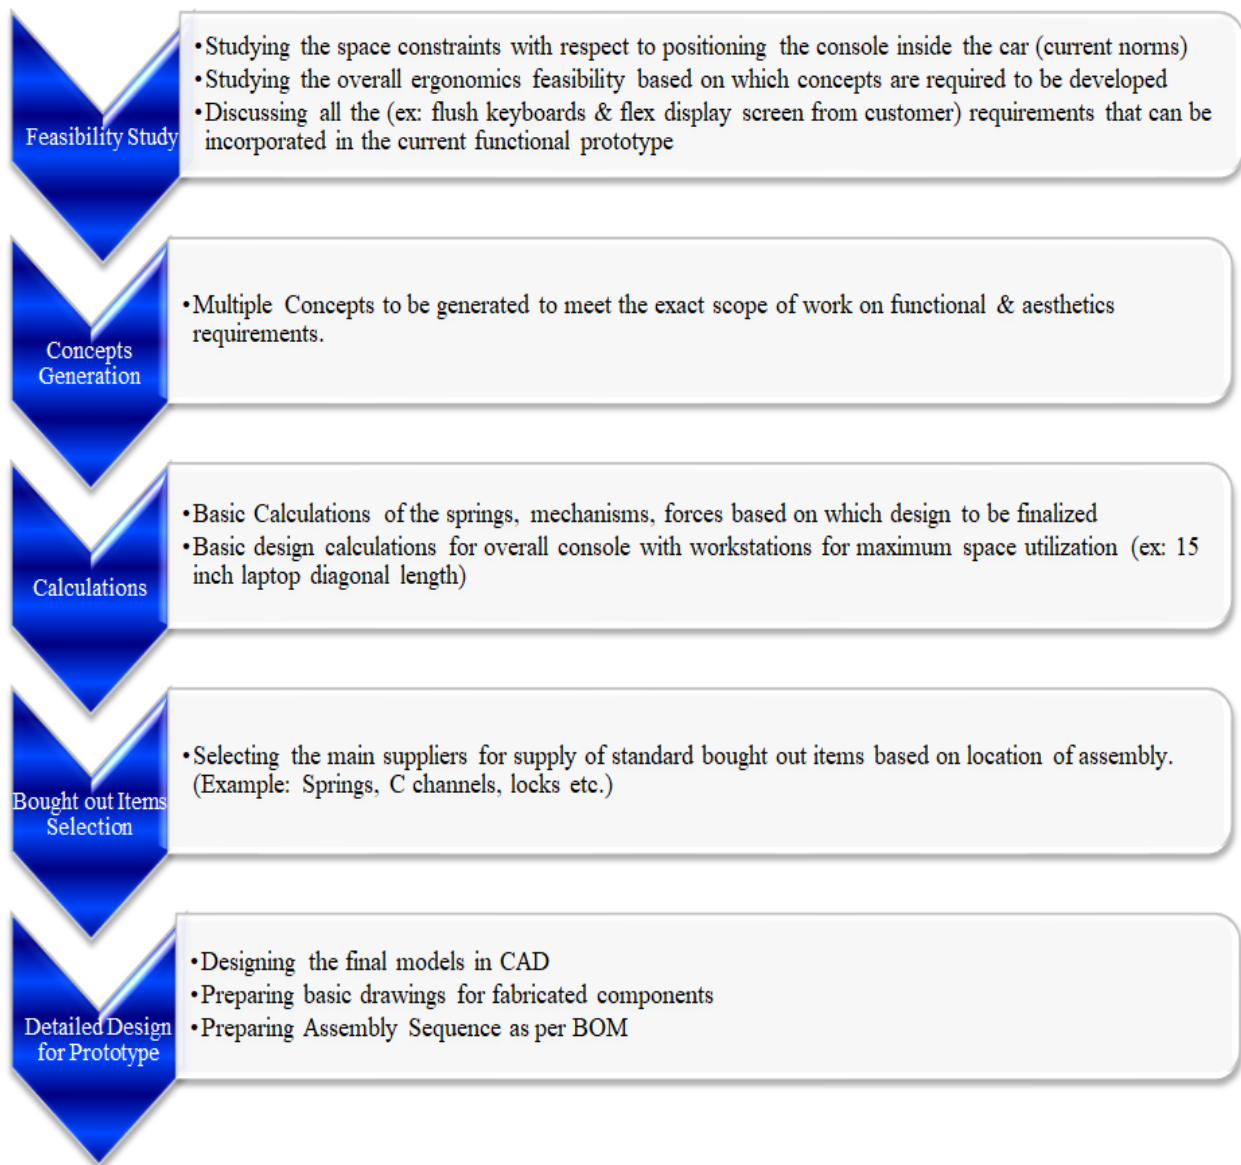 Feasibility Study
•Studying the space constraints with respect to positioning the console inside the car (current norms)
•Studying the overall ergonomics feasibility based on which concepts are required to be developed
•Discussing all the (ex: flush keyboards & flex display screen from customer) requirements that can be
incorporated in the current functional prototype
Concepts
Generation
•Multiple Concepts to be generated to meet the exact scope of work on functional & aesthetics
requirements.
Calculations
•Basic Calculations of the springs, mechanisms, forces based on which design to be finalized
•Basic design calculations for overall console with workstations for maximum space utilization (ex: 15
inch laptop diagonal length)
Bought out Items
Selection
•Selecting the main suppliers for supply of standard bought out items based on location of assembly.
(Example: Springs, C channels, locks etc.)
Detailed Design
for Prototype
•Designing the final models in CAD
•Preparing basic drawings for fabricated components
•Preparing Assembly Sequence as per BOM